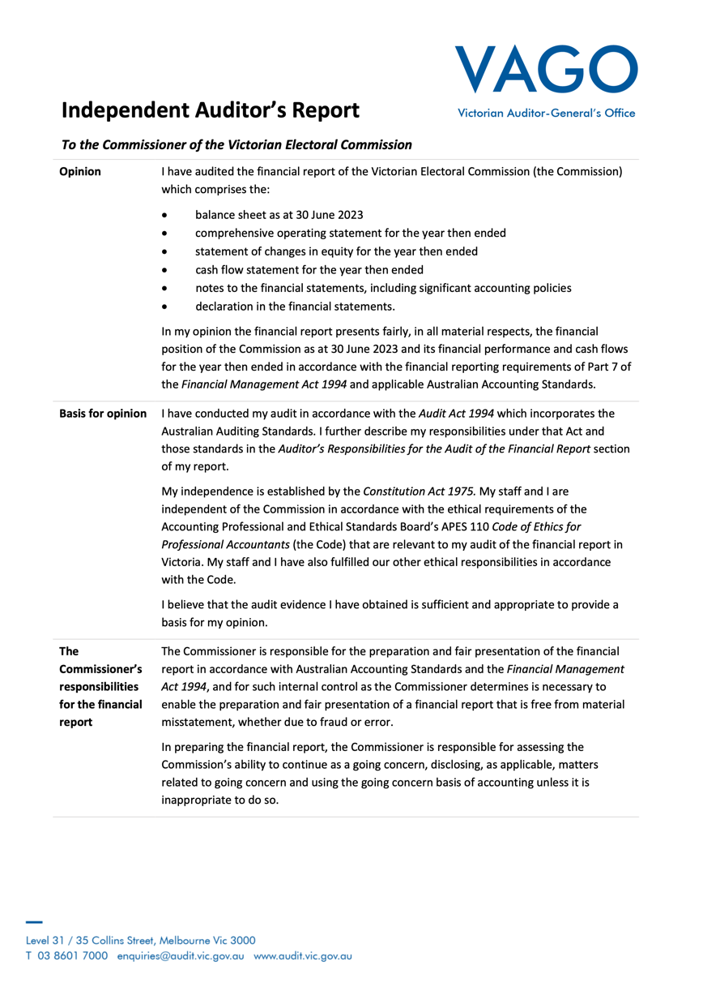 VAGO
Victorian Auditor-General's Office
Independent Auditor's Report
To the Commissioner of the Victorian Electoral Commission
Opinion
I have audited the financial report of the Victorian Electoral Commission (the Commission)
which comprises the:
• balance sheet as at 30 June 2023
• comprehensive operating statement for the year then ended
• statement of changes in equity for the year then ended
• cash flow statement for the year then ended
• notes to the financial statements, including significant accounting policies
• declaration in the financial statements.
In my opinion the financial report presents fairly, in all material respects, the financial
position of the Commission as at 30 June 2023 and its financial performance and cash flows
for the year then ended in accordance with the financial reporting requirements of Part 7 of
the Financial Management Act 1994 and applicable Australian Accounting Standards.
Basis for opinion
I have conducted my audit in accordance with the Audit Act 1994 which incorporates the
Australian Auditing Standards. I further describe my responsibilities under that Act and
those standards in the Auditor's Responsibilities for the Audit of the Financial Report section
of my report.
My independence is established by the Constitution Act 1975. My staff and I are
independent of the Commission in accordance with the ethical requirements of the
Accounting Professional and Ethical Standards Board's APES 110 Code of Ethics for
Professional Accountants (the Code) that are relevant to my audit of the financial report in
Victoria. My staff and I have also fulfilled our other ethical responsibilities in accordance
with the Code.
I believe that the audit evidence I have obtained is sufficient and appropriate to provide a
basis for my opinion.
The
Commissioner's
responsibilities
for the financial
report
The Commissioner is responsible for the preparation and fair presentation of the financial
report in accordance with Australian Accounting Standards and the Financial Management
Act 1994, and for such internal control as the Commissioner determines is necessary to
enable the preparation and fair presentation of a financial report that is free from material
misstatement, whether due to fraud or error.
In preparing the financial report, the Commissioner is responsible for assessing the
Commission's ability to continue as a going concern, disclosing, as applicable, matters
related to going concern and using the going concern basis of accounting unless it is
inappropriate to do so.
Level 31 / 35 Collins Street, Melbourne Vic 3000
T 03 8601 7000 enquiries@audit.vic.gov.au www.audit.vic.gov.au